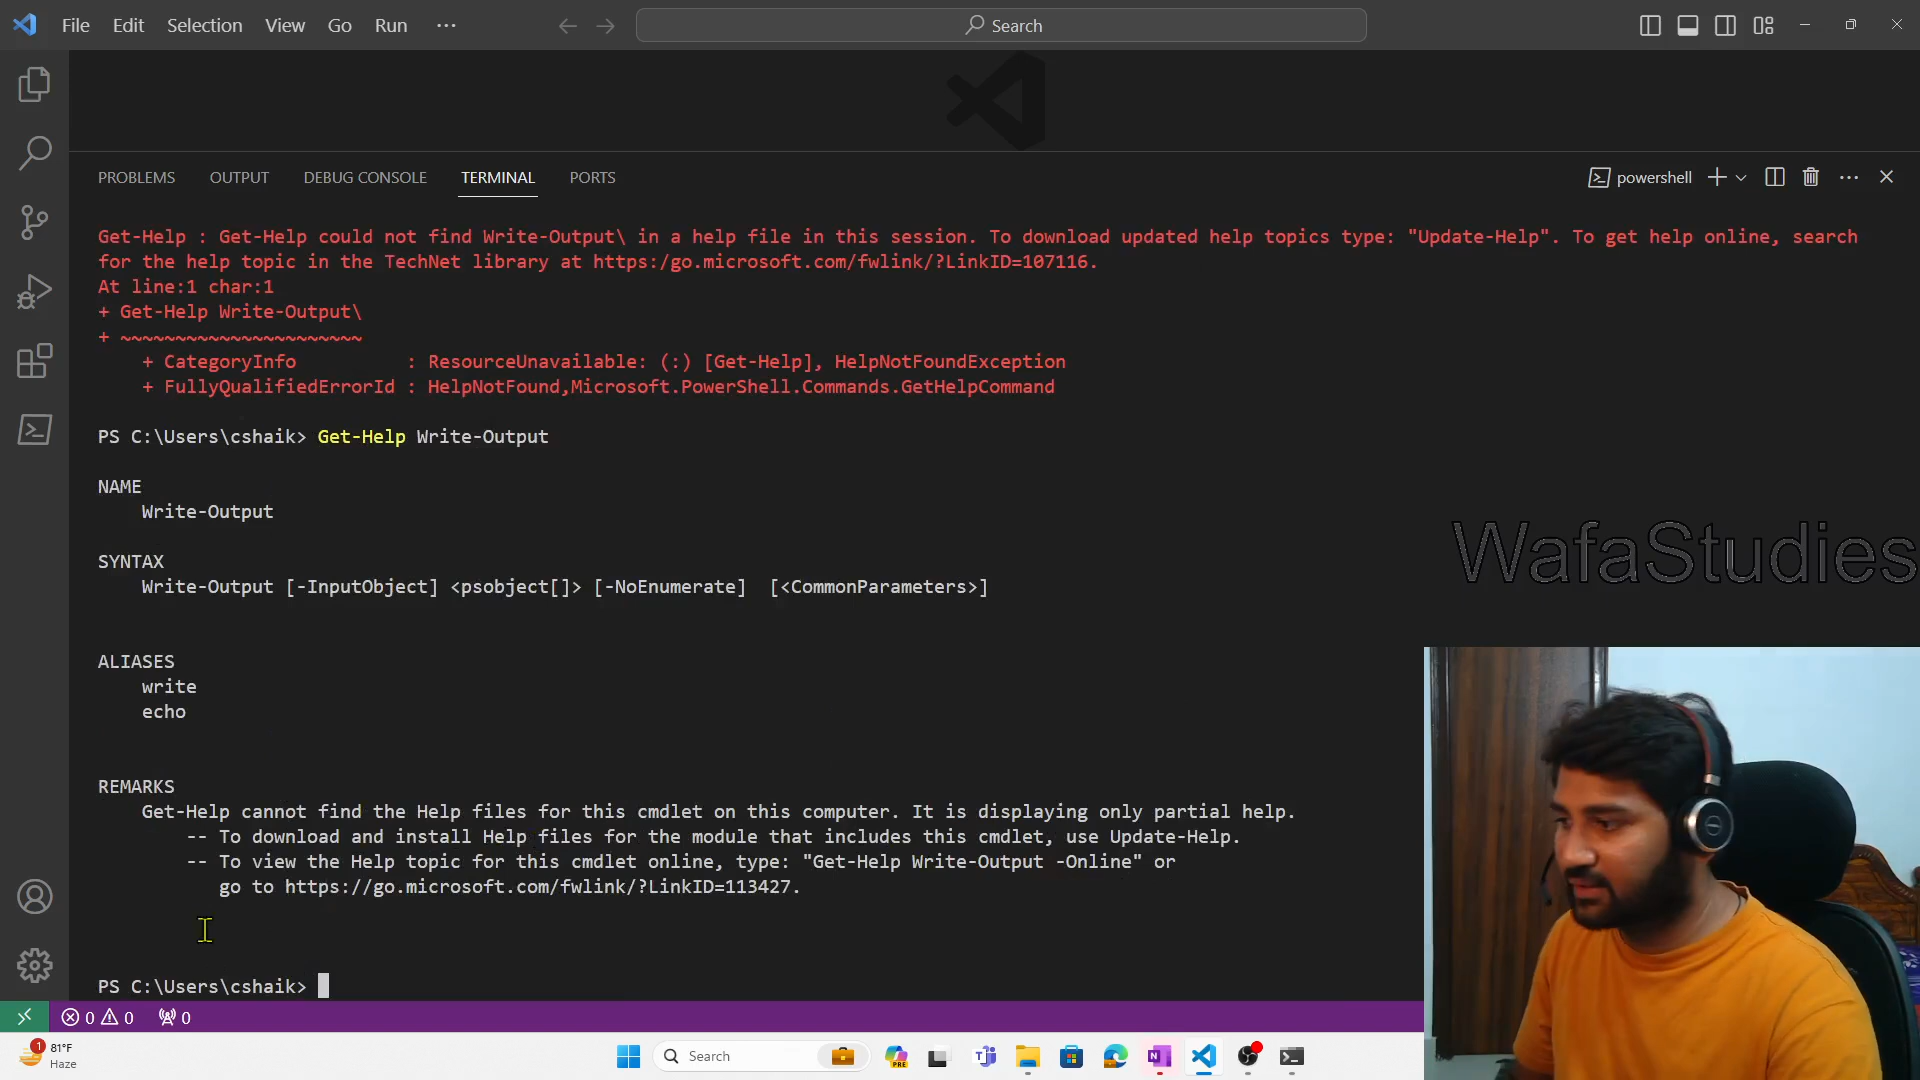 File Edit Selection View Go Run ··· Search
PROBLEMS OUTPUT DEBUG CONSOLE TERMINAL PORTS powershell
Get-Help : Get-Help could not find Write-Output\ in a help file in this session. To download updated help topics type: "Update-Help". To get help online, search
for the help topic in the TechNet library at https:/go.microsoft.com/fwlink/?LinkID=107116.
At line:1 char:1
+ Get-Help Write-Output\
+ ~~~~~~~~~~~~~~~~~~~~~~
+ CategoryInfo : ResourceUnavailable: (:) [Get-Help], HelpNotFoundException
+ FullyQualifiedErrorId : HelpNotFound,Microsoft.PowerShell.Commands.GetHelpCommand
PS C:\Users\cshaik> Get-Help Write-Output
NAME
Write-Output
SYNTAX
Write-Output [-InputObject] <psobject[]> [-NoEnumerate] [<CommonParameters>]
ALIASES
write
echo
REMARKS
Get-Help cannot find the Help files for this cmdlet on this computer. It is displaying only partial help.
-- To download and install Help files for the module that includes this cmdlet, use Update-Help.
-- To view the Help topic for this cmdlet online, type: "Get-Help Write-Output -Online" or
go to https://go.microsoft.com/fwlink/?LinkID=113427.
PS C:\Users\cshaik>
WafaStudies
0 0 0
1 81°F
Haze
Search
PRE